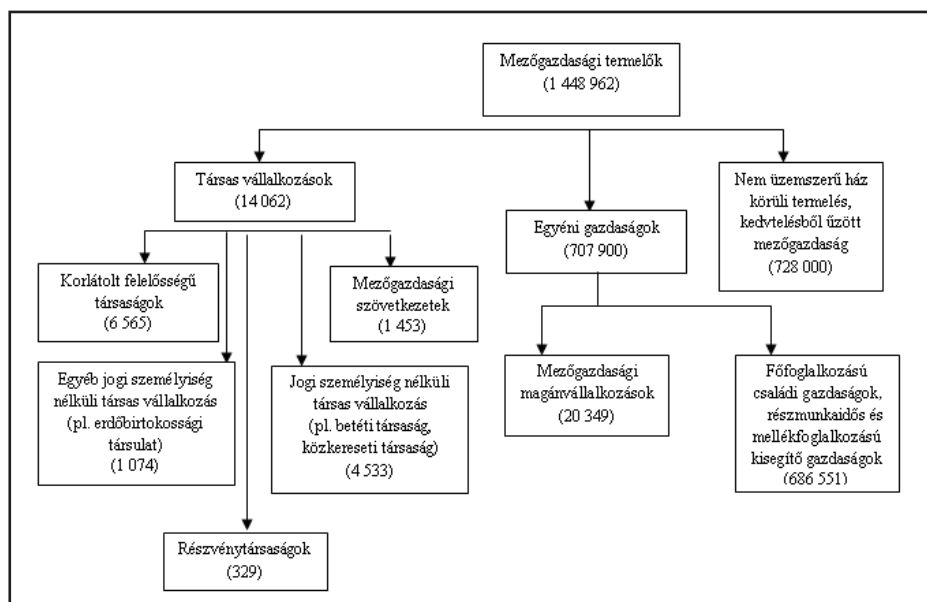 Mezőgazdasági termelők
(1 448 962)
Társas vállalkozások
(14 062)
Egyéni gazdaságok
(707 900)
Nem üzemszerű ház
körüli termelés,
kedvtelésből űzött
mezőgazdaság
(728 000)
Korlátolt felelősségű
társaságok
(6 565)
Mezőgazdasági
szövetkezetek
(1 453)
Egyéb jogi személyiség
nélküli társas vállalkozás
(pl. erdőbirtokossági
társulat)
(1 074)
Jogi személyiség nélküli
társas vállalkozás
(pl. betéti társaság,
közkereseti társaság)
(4 533)
Mezőgazdasági
magánvállalkozások
(20 349)
Főfoglalkozású
családi gazdaságok,
részmunkaidős és
mellékfoglalkozású
kisegítő gazdaságok
(686 551)
Részvénytársaságok
(329)